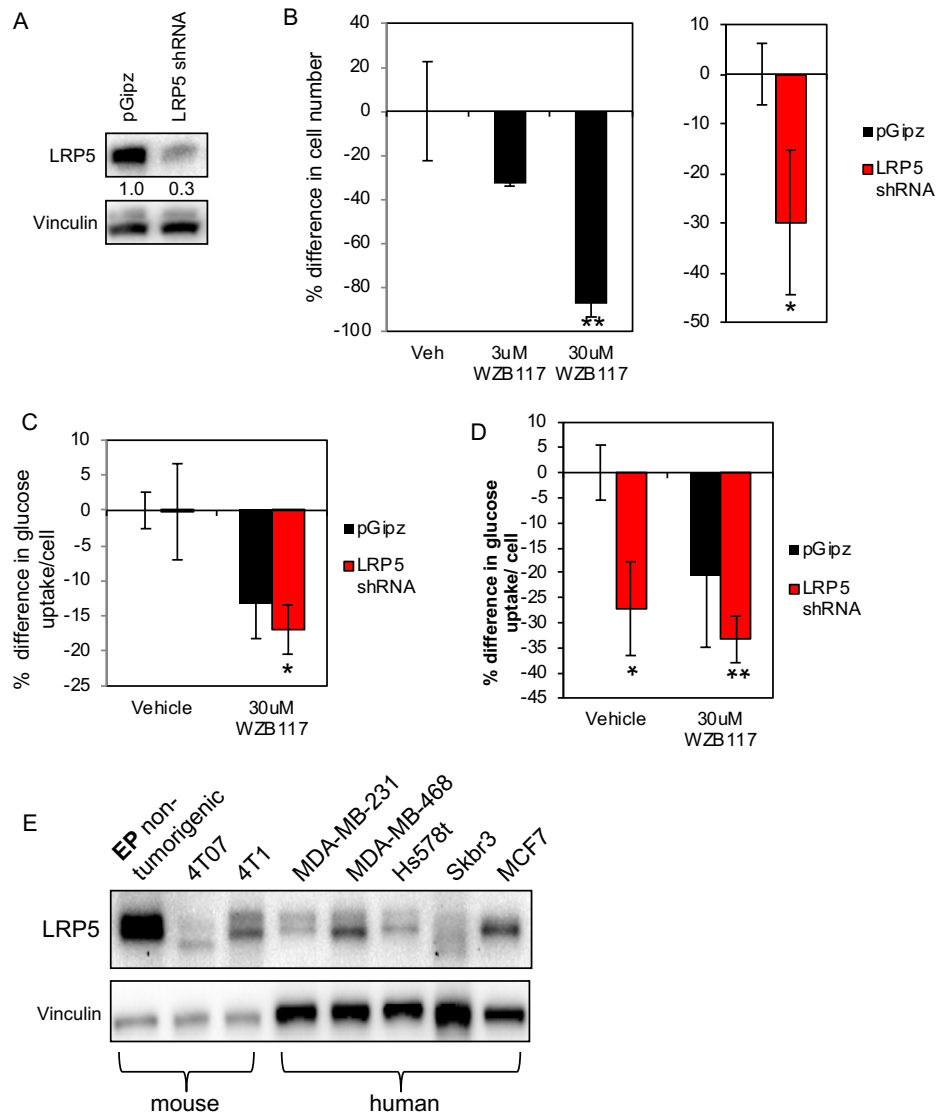 A
pGipz
LRP5 shRNA
LRP5
1.0 0.3
Vinculin
B
% difference in cell number
40
20
0
-20
-40
-60
-80
-100
**
Veh
3uM
WZB117
30uM
WZB117
10
0
-10
-20
-30
-40
-50
*
pGipz
LRP5
shRNA
C
% difference in glucose
uptake/cell
10
5
0
-5
-10
-15
-20
-25
*
Vehicle
30uM
WZB117
pGipz
LRP5
shRNA
D
% difference in glucose
uptake/ cell
10
5
0
-5
-10
-15
-20
-25
-30
-35
-40
-45
*
**
Vehicle
30uM
WZB117
pGipz
LRP5
shRNA
E
EP non-
tumorigenic
4T07
4T1
MDA-MB-231
MDA-MB-468
Hs578t
Skbr3
MCF7
LRP5
Vinculin
mouse
human